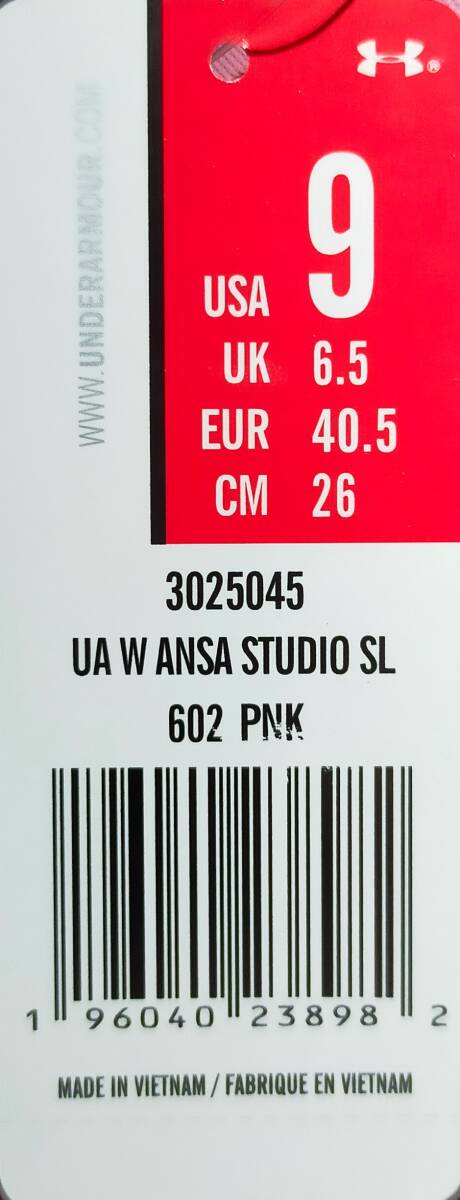 WWW.UNDERARMOUR.COM
®
9
USA
UK 6.5
EUR 40.5
CM 26
3025045
UA W ANSA STUDIO SL
602 PNK
1 96040 23898 2
MADE IN VIETNAM / FABRIQUE EN VIETNAM